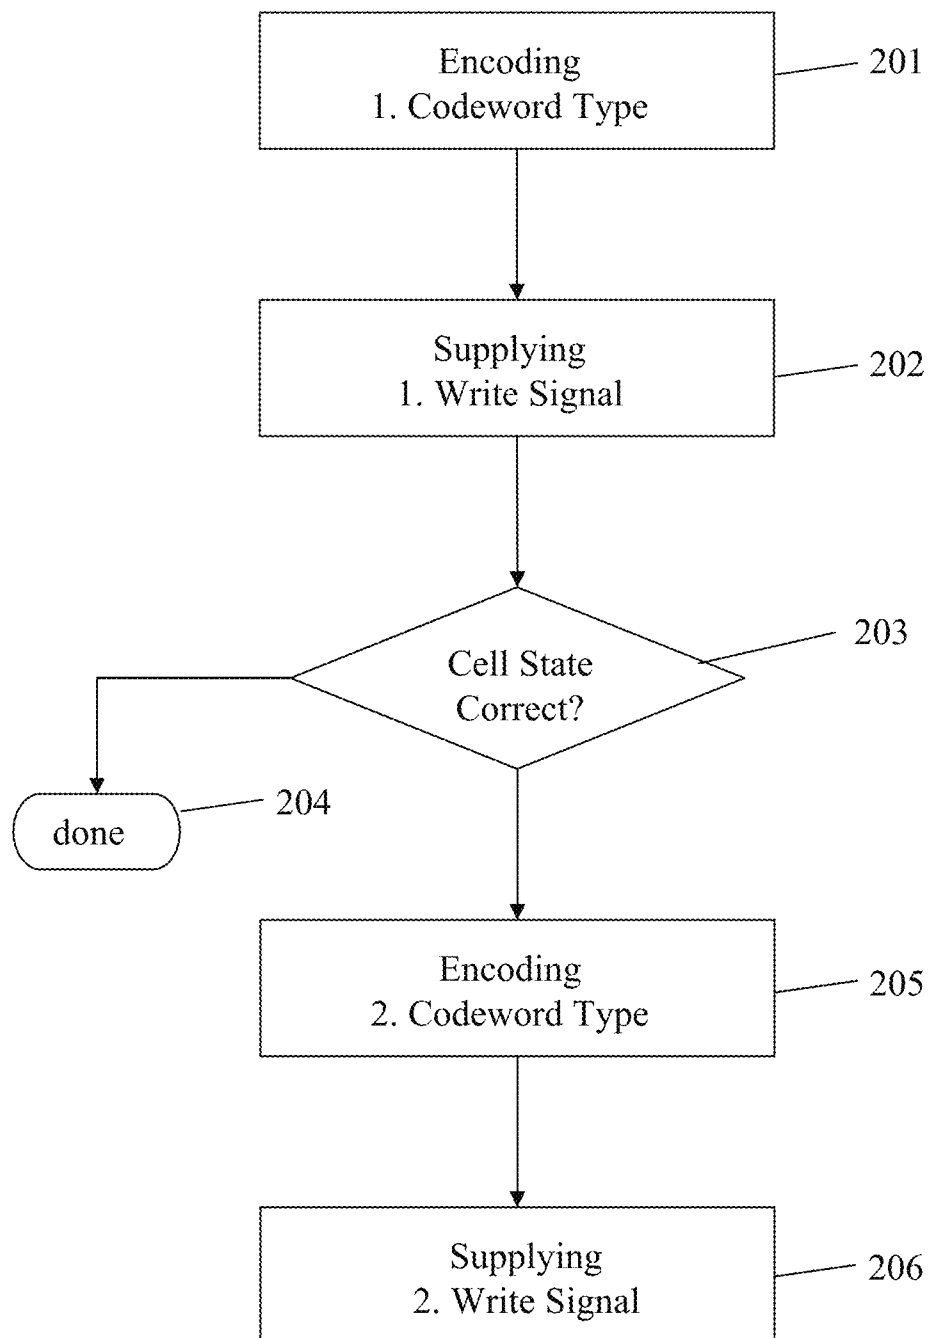 Encoding
1. Codeword Type
201
Supplying
1. Write Signal
202
Cell State
Correct?
203
done
204
Encoding
2. Codeword Type
205
Supplying
2. Write Signal
206